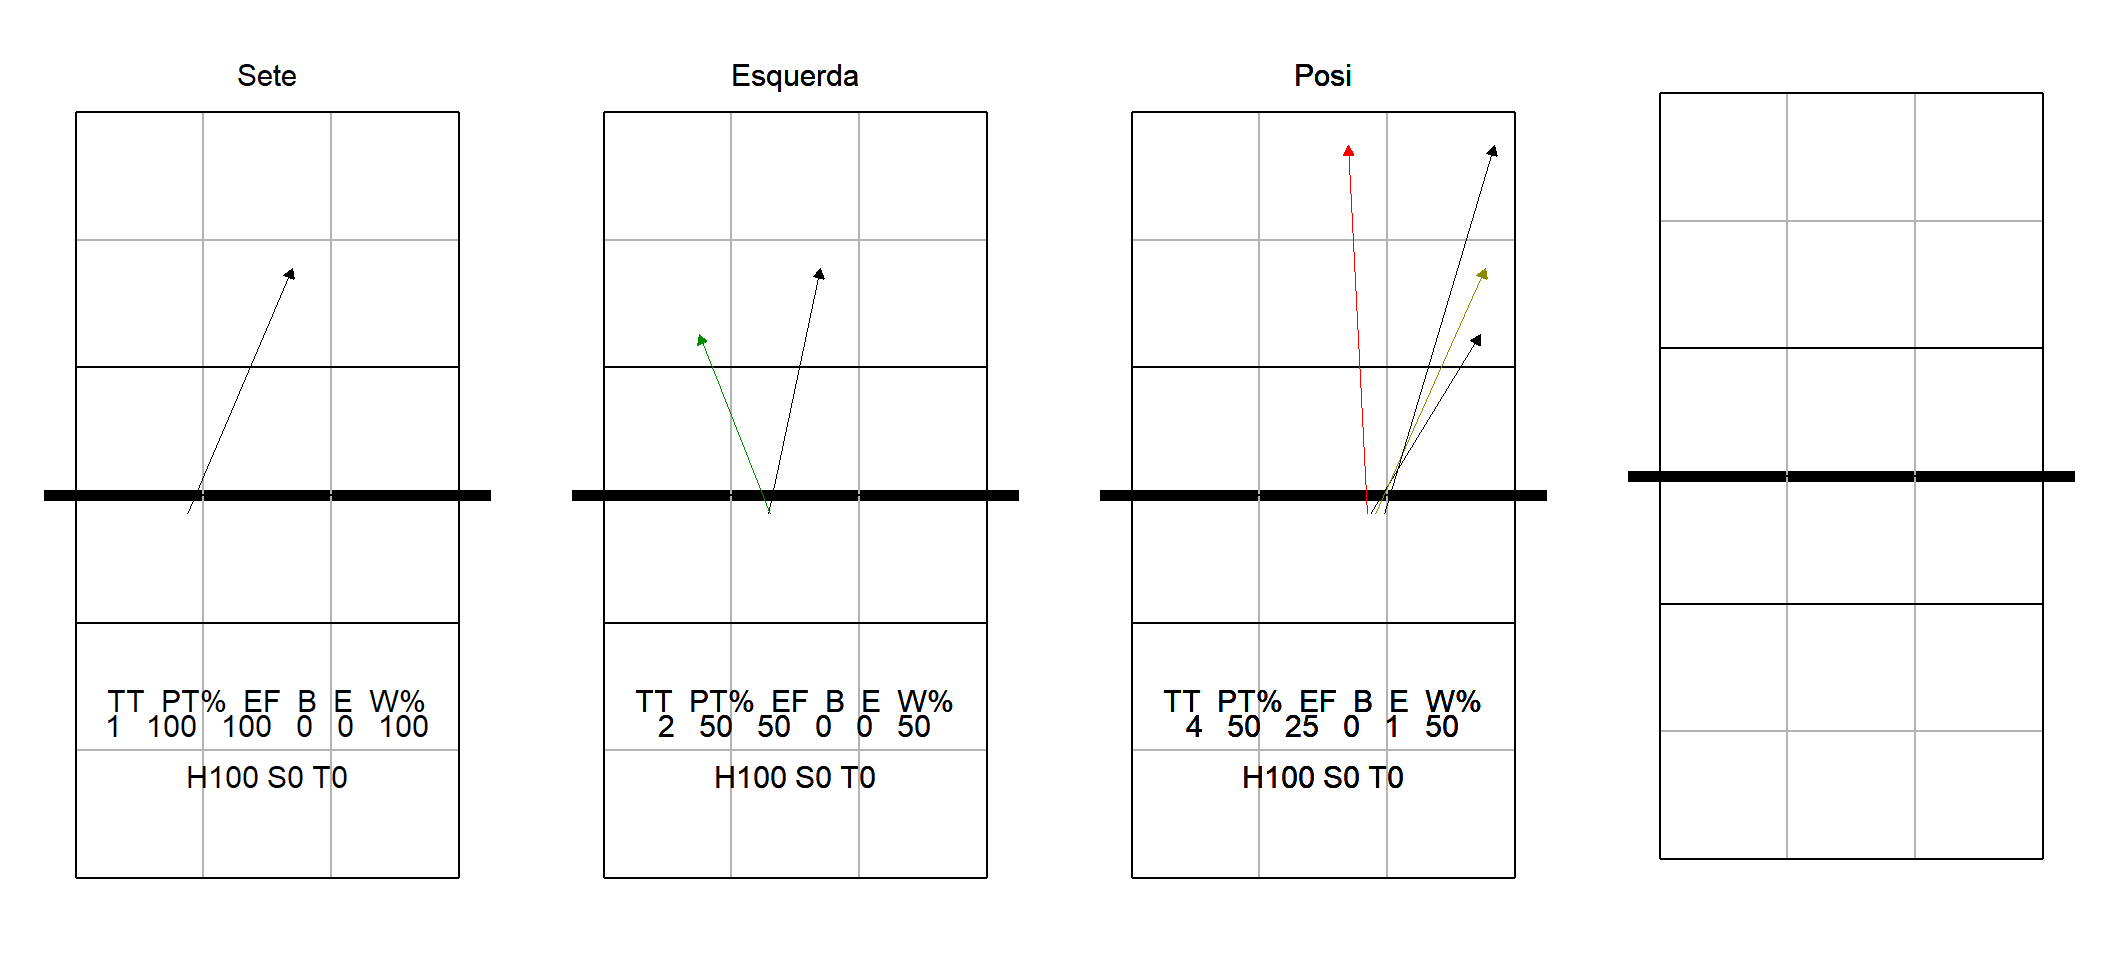 Sete
TT PT% EF B E W%
1 100 100 0 0 100
H100 S0 T0
Esquerda
TT PT% EF B E W%
2 50 50 0 0 50
H100 S0 T0
Posi
TT PT% EF B E W%
4 50 25 0 1 50
H100 S0 T0